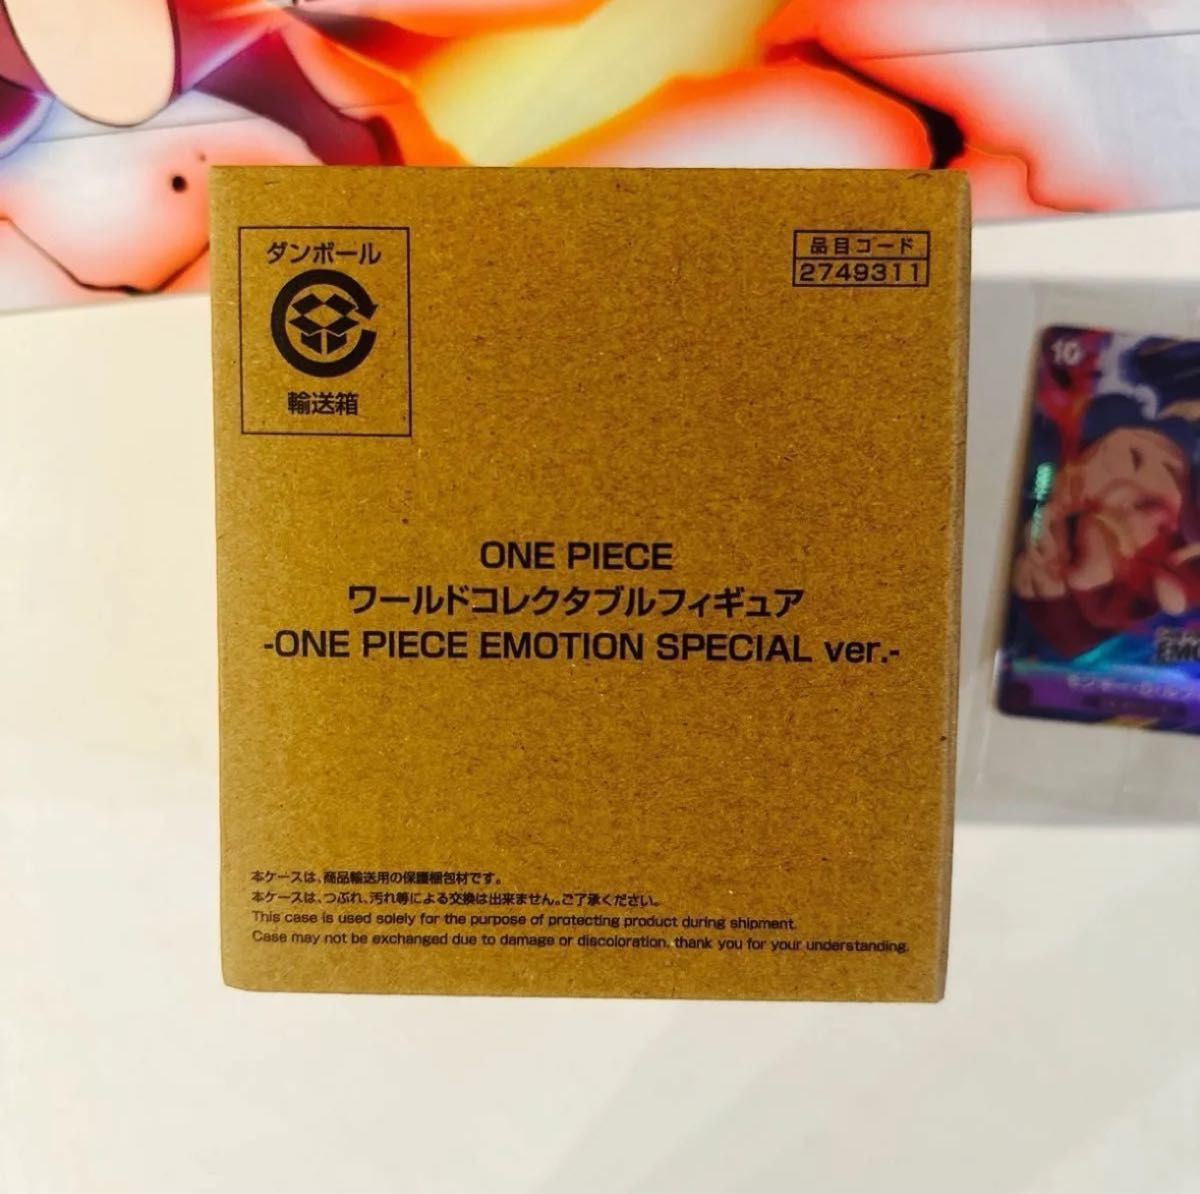 ダンボール
輸送箱
品目コード
2749311
ONE PIECE
ワールドコレクタブルフィギュア
-ONE PIECE EMOTION SPECIAL ver.-
本ケースは、商品輸送用の保護梱包材です。
本ケースは、つぶれ、汚れ等による交換は出来ません。ご了承ください。
This case is used solely for the purpose of protecting product during shipment.
Case may not be exchanged due to damage or discoloration. thank you for your understanding.
10